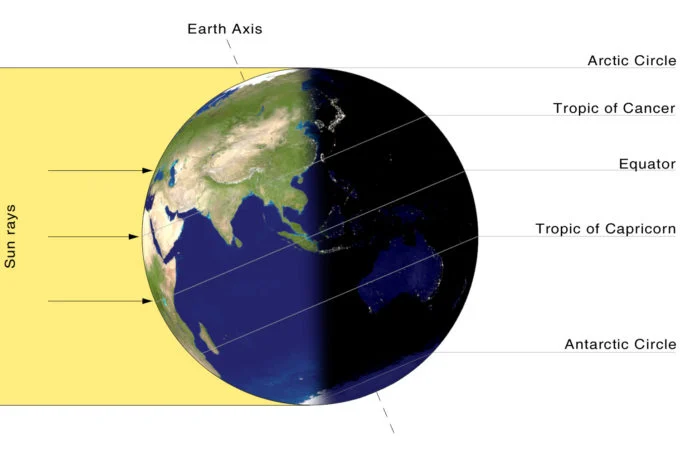 Earth Axis
Arctic Circle
Tropic of Cancer
Equator
Sun rays
Tropic of Capricorn
Antarctic Circle